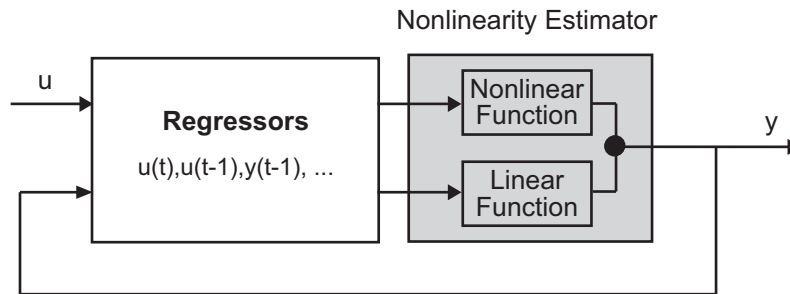 Nonlinearity Estimator
u
Regressors
u(t),u(t-1),y(t-1), ...
Nonlinear
Function
Linear
Function
y